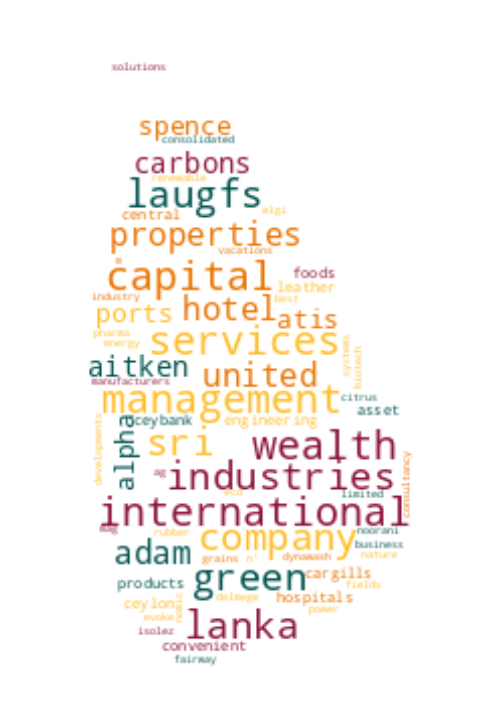 solutions
spence
consolidated
carbons
renewable
laugfs
central
elgi
properties
vacations
capital
foods
leather
industry
best
ports
hotel
atis
pharma
energy
services
systems
biotech
aitken
united
manufacturers
management
citrus
asset
developments
alpha
ceybank
engineering
sri
wealth
consultancy
ag
industries
eco
limited
international
mag
rubber
company
noorani
business
adam
grains
n'
dynawash
nature
products
green
cargills
fields
ceylon
nomic
delmege
hospitals
power
evoke
lanka
isolez
convenient
fairway